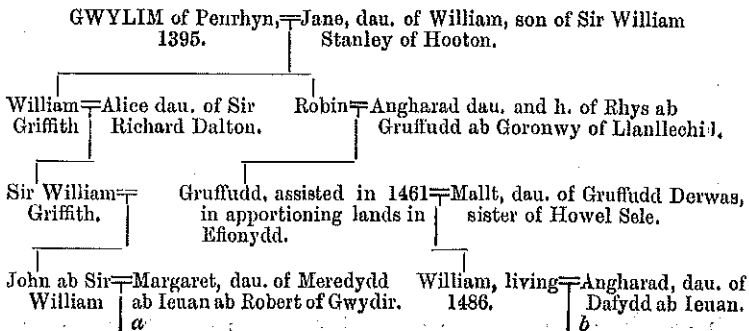 GWYLIM of Penrhyn, Jane, dau. of William, son of Sir William
1395. Stanley of Hooton.
William Alice dau. of Sir Robin Angharad dau. and h. of Rhys ab
Griffith Richard Dalton. Gruffudd ab Goronwy of Llanllechid.
Sir William Gruffudd, assisted in 1461 Mallt, dau. of Gruffudd Derwas,
Griffith. in apportioning lands in sister of Howel Sele.
Efionydd.
John ab Sir Margaret, dau. of Meredydd William, living Angharad, dau. of
William ab Ieuan ab Robert of Gwydir. 1486. Dafydd ab Ieuan.
a b